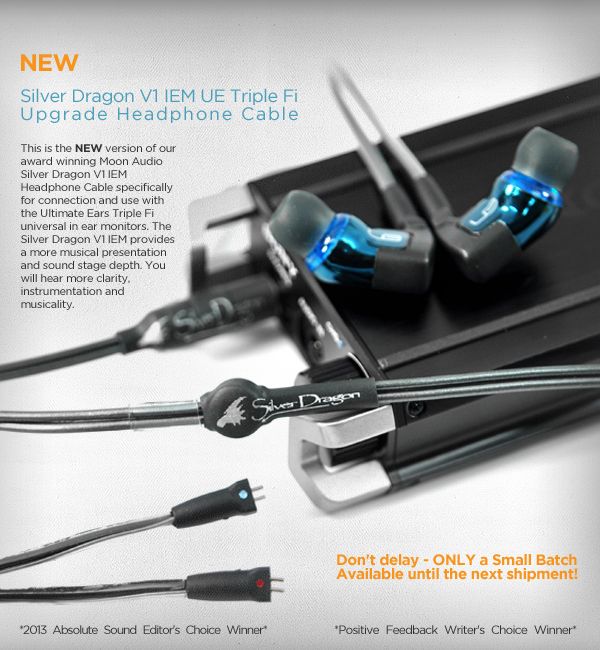 NEW
Silver Dragon V1 IEM UE Triple Fi
Upgrade Headphone Cable
This is the NEW version of our
award winning Moon Audio
Silver Dragon V1 IEM
Headphone Cable specifically
for connection and use with
the Ultimate Ears Triple Fi
universal in ear monitors. The
Silver Dragon V1 IEM provides
a more musical presentation
and sound stage depth. You
will hear more clarity,
instrumentation and
musicality.
Silver Dragon
Silver Dragon
Don't delay - ONLY a Small Batch
Available until the next shipment!
*2013 Absolute Sound Editor's Choice Winner*
*Positive Feedback Writer's Choice Winner*